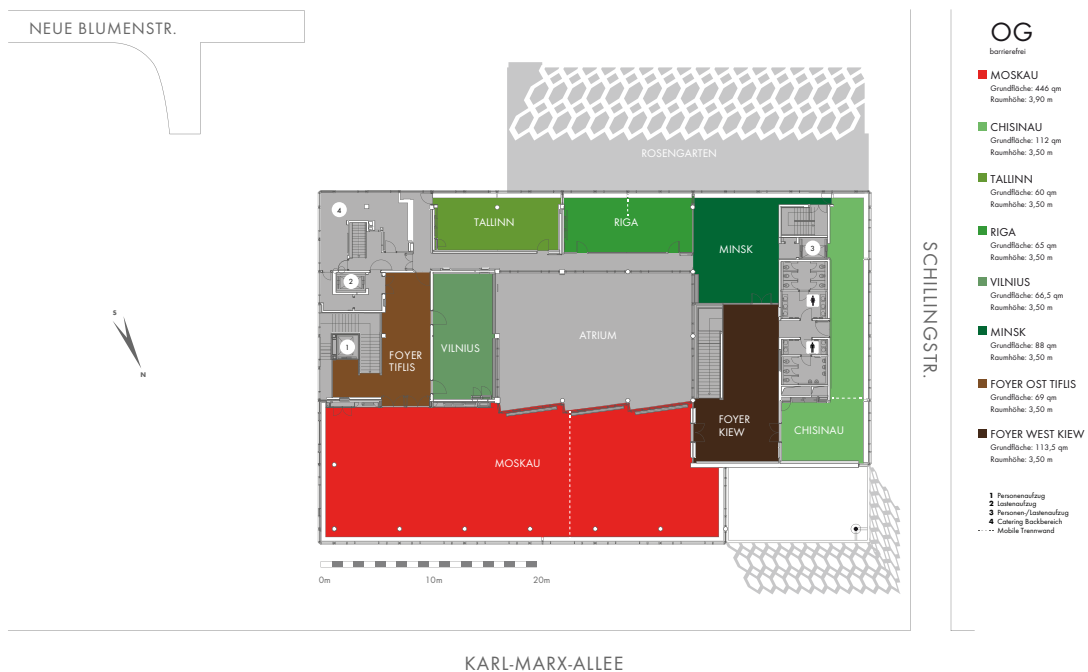 NEUE BLUMENSTR.
ROSENGARTEN
4
TALLINN
RIGA
MINSK
3
2
ATRIUM
1
VILNIUS
FOYER
TIFLIS
FOYER
KIEW
CHISINAU
MOSKAU
S
N
0m
10m
20m
SCHILLINGSTR.
KARL-MARX-ALLEE
OG
barrierefrei
MOSKAU
Grundfläche: 446 qm
Raumhöhe: 3,90 m
CHISINAU
Grundfläche: 112 qm
Raumhöhe: 3,50 m
TALLINN
Grundfläche: 60 qm
Raumhöhe: 3,50 m
RIGA
Grundfläche: 65 qm
Raumhöhe: 3,50 m
VILNIUS
Grundfläche: 66,5 qm
Raumhöhe: 3,50 m
MINSK
Grundfläche: 88 qm
Raumhöhe: 3,50 m
FOYER OST TIFLIS
Grundfläche: 69 qm
Raumhöhe: 3,50 m
FOYER WEST KIEW
Grundfläche: 113,5 qm
Raumhöhe: 3,50 m
1 Personenaufzug
2 Lastenaufzug
3 Personen-/Lastenaufzug
4 Catering Backbereich
Mobile Trennwand